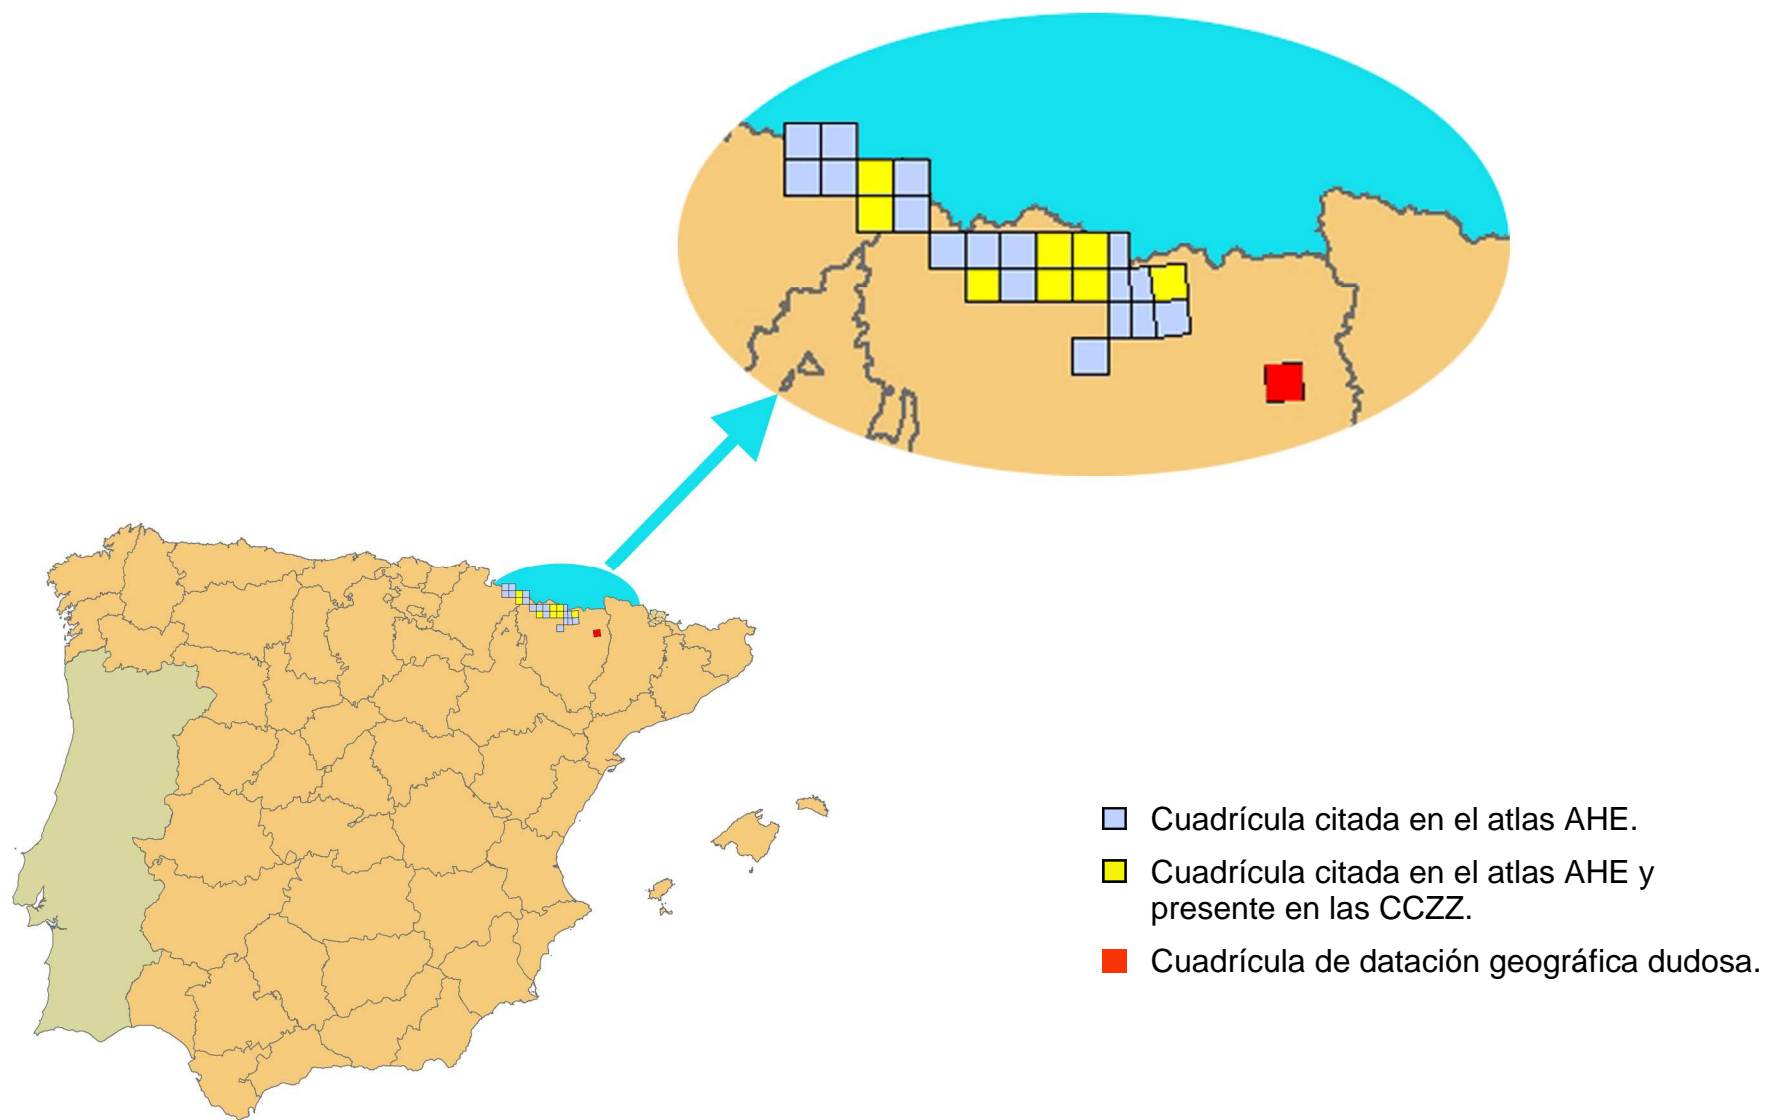 Cuadrícula citada en el atlas AHE.
Cuadrícula citada en el atlas AHE y
presente en las CCZZ.
Cuadrícula de datación geográfica dudosa.